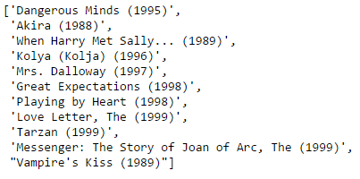 ['Dangerous Minds (1995)',
'Akira (1988)',
'When Harry Met Sally... (1989)',
'Kolya (Kolja) (1996)',
'Mrs. Dalloway (1997)',
'Great Expectations (1998)',
'Playing by Heart (1998)',
'Love Letter, The (1999)',
'Tarzan (1999)',
'Messenger: The Story of Joan of Arc, The (1999)',
"Vampire's Kiss (1989)"]